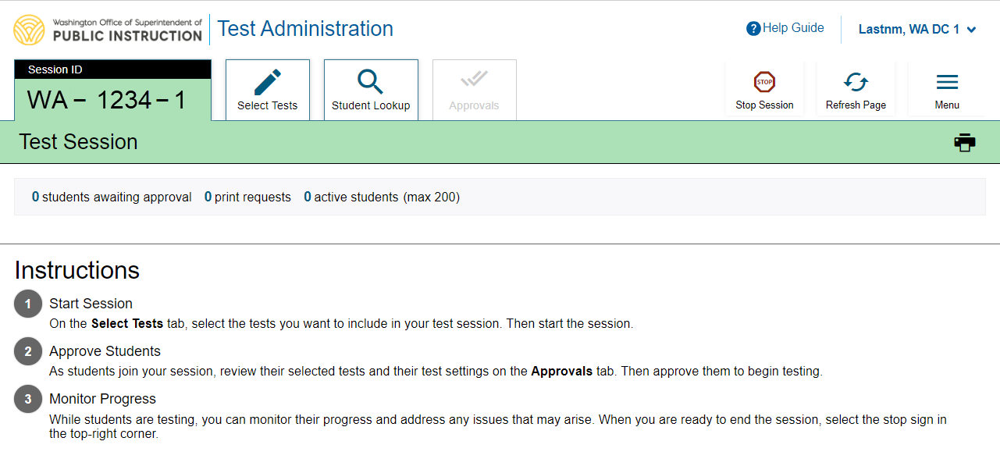 Washington Office of Superintendent of
PUBLIC INSTRUCTION
Test Administration
? Help Guide
Lastnm, WA DC 1
Session ID
WA – 1234 – 1
Select Tests
Student Lookup
Approvals
STOP
Stop Session
Refresh Page
Menu
Test Session
0 students awaiting approval 0 print requests 0 active students (max 200)
Instructions
1 Start Session
On the Select Tests tab, select the tests you want to include in your test session. Then start the session.
2 Approve Students
As students join your session, review their selected tests and their test settings on the Approvals tab. Then approve them to begin testing.
3 Monitor Progress
While students are testing, you can monitor their progress and address any issues that may arise. When you are ready to end the session, select the stop sign in
the top-right corner.